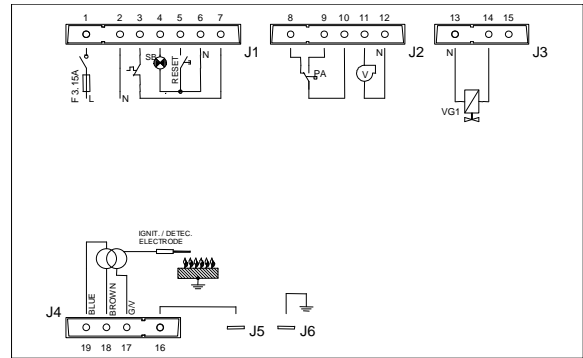 1 2 3 4 5 6 7
J1
F 3.15A
L
N
SB
RESET
N
8 9 10 11 12
J2
PA
V
N
13 14 15
J3
N
VG1
IGNIT. / DETEC.
ELECTRODE
BLUE
BROWN
G/V
J4
19 18 17 16
J5
J6